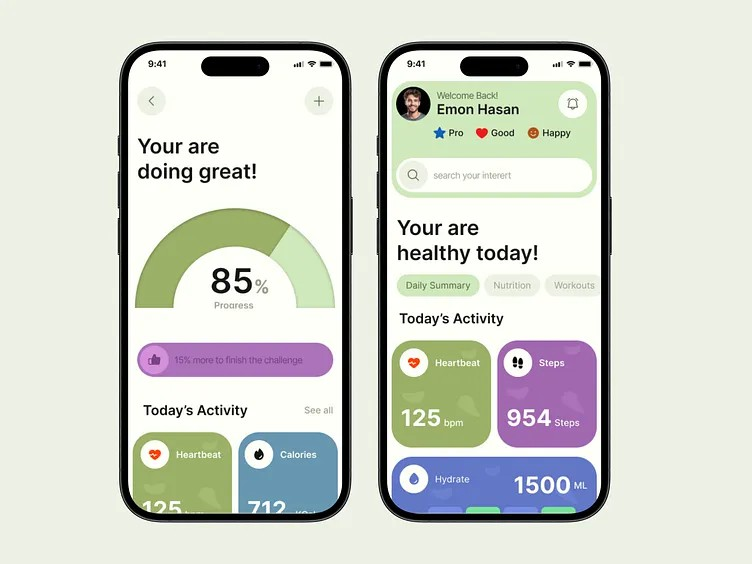 9:41
Your are
doing great!
85%
Progress
15% more to finish the challenge
Today's Activity See all
Heartbeat
125 bpm
Calories
712 KCal
9:41
Welcome Back!
Emon Hasan
Pro Good Happy
search your interert
Your are
healthy today!
Daily Summary Nutrition Workouts
Today's Activity
Heartbeat
125 bpm
Steps
954 Steps
Hydrate
1500 ML